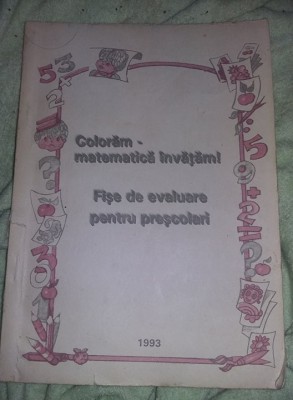 Colorăm -
matematică învățăm!
Fișe de evaluare
pentru preșcolari
1993